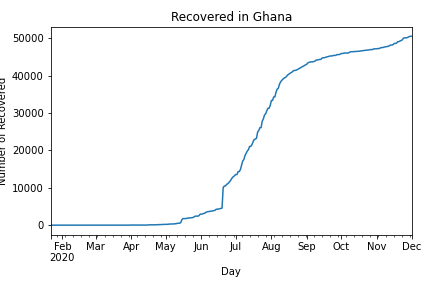 Recovered in Ghana
Number of Recovered
50000
40000
30000
20000
10000
0
Feb Mar Apr May Jun Jul Aug Sep Oct Nov Dec
2020
Day